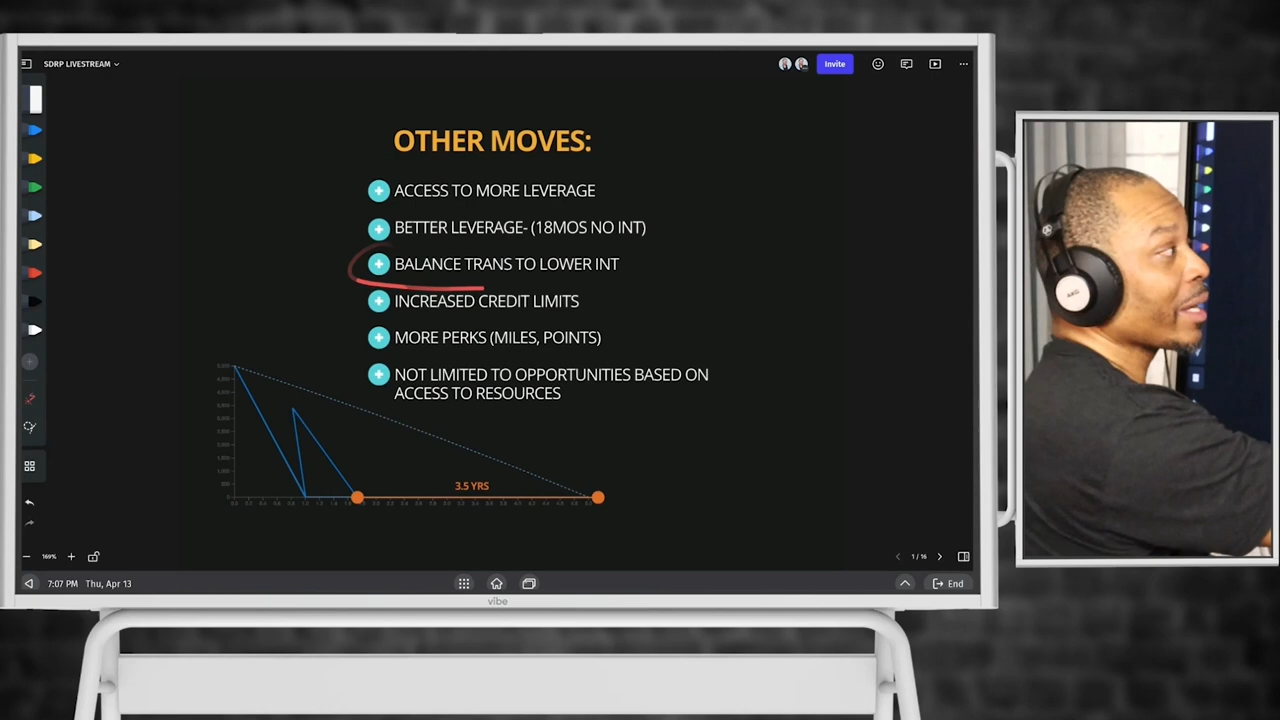 SDRP LIVESTREAM
Invite
OTHER MOVES:
ACCESS TO MORE LEVERAGE
BETTER LEVERAGE- (18MOS NO INT)
BALANCE TRANS TO LOWER INT
INCREASED CREDIT LIMITS
MORE PERKS (MILES, POINTS)
NOT LIMITED TO OPPORTUNITIES BASED ON
ACCESS TO RESOURCES
3.5 YRS
169%
1 / 16
7:07 PM Thu, Apr 13
End
vibe
AKG